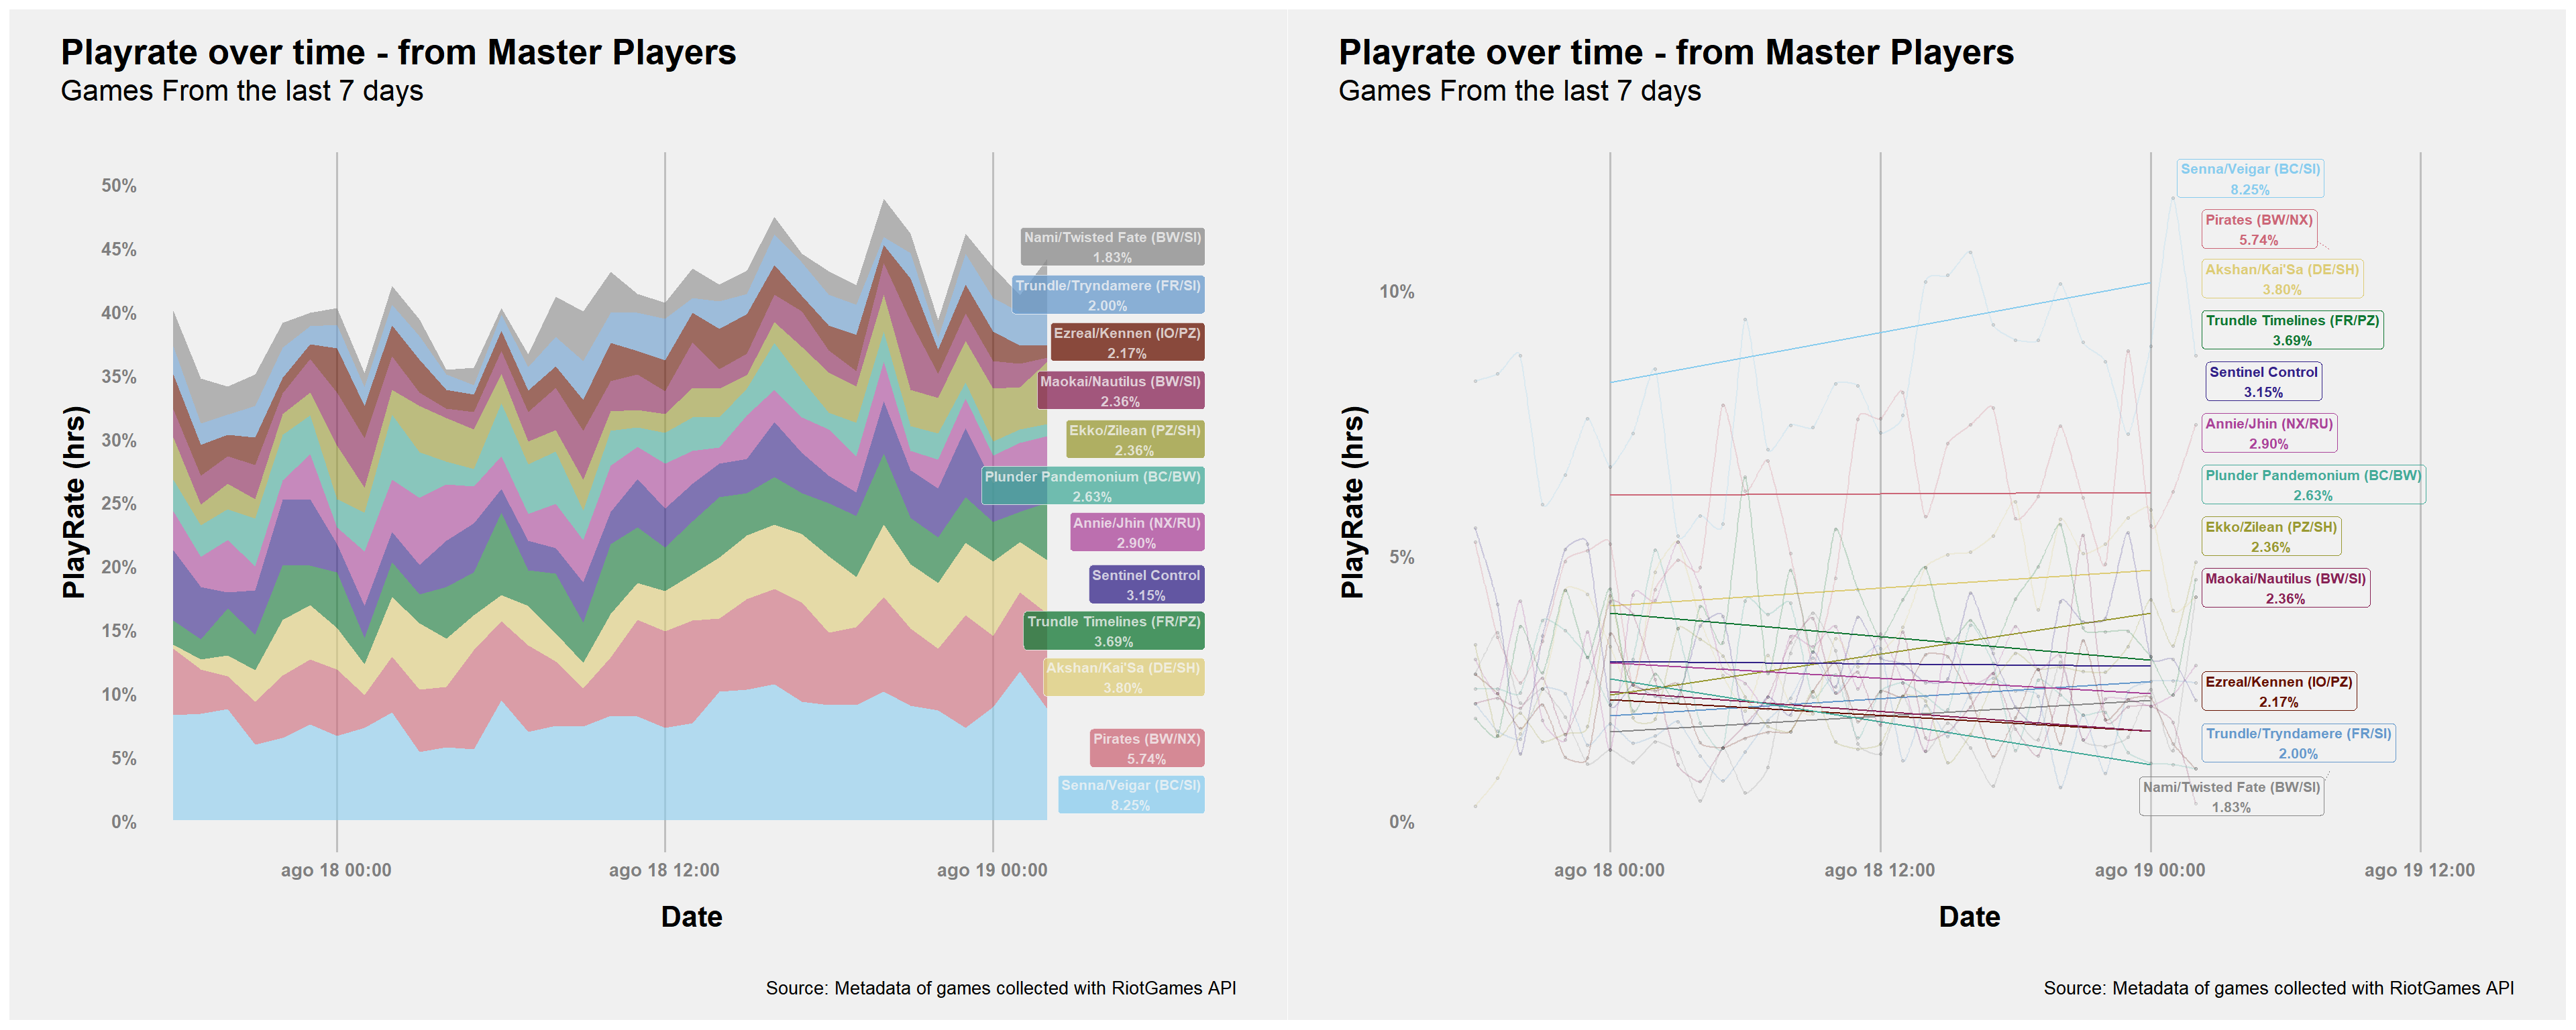 Playrate over time - from Master Players
Games From the last 7 days
PlayRate (hrs)
50%
45%
40%
35%
30%
25%
20%
15%
10%
5%
0%
Nami/Twisted Fate (BW/SI)
1.83%
Trundle/Tryndamere (FR/SI)
2.00%
Ezreal/Kennen (IO/PZ)
2.17%
Maokai/Nautilus (BW/SI)
2.36%
Ekko/Zilean (PZ/SH)
2.36%
Plunder Pandemonium (BC/BW)
2.63%
Annie/Jhin (NX/RU)
2.90%
Sentinel Control
3.15%
Trundle Timelines (FR/PZ)
3.69%
Akshan/Kai'Sa (DE/SH)
3.80%
Pirates (BW/NX)
5.74%
Senna/Veigar (BC/SI)
8.25%
ago 18 00:00
ago 18 12:00
ago 19 00:00
Date
Source: Metadata of games collected with RiotGames API
Playrate over time - from Master Players
Games From the last 7 days
PlayRate (hrs)
10%
5%
0%
Senna/Veigar (BC/SI)
8.25%
Pirates (BW/NX)
5.74%
Akshan/Kai'Sa (DE/SH)
3.80%
Trundle Timelines (FR/PZ)
3.69%
Sentinel Control
3.15%
Annie/Jhin (NX/RU)
2.90%
Plunder Pandemonium (BC/BW)
2.63%
Ekko/Zilean (PZ/SH)
2.36%
Maokai/Nautilus (BW/SI)
2.36%
Ezreal/Kennen (IO/PZ)
2.17%
Trundle/Tryndamere (FR/SI)
2.00%
Nami/Twisted Fate (BW/SI)
1.83%
ago 18 00:00
ago 18 12:00
ago 19 00:00
ago 19 12:00
Date
Source: Metadata of games collected with RiotGames API